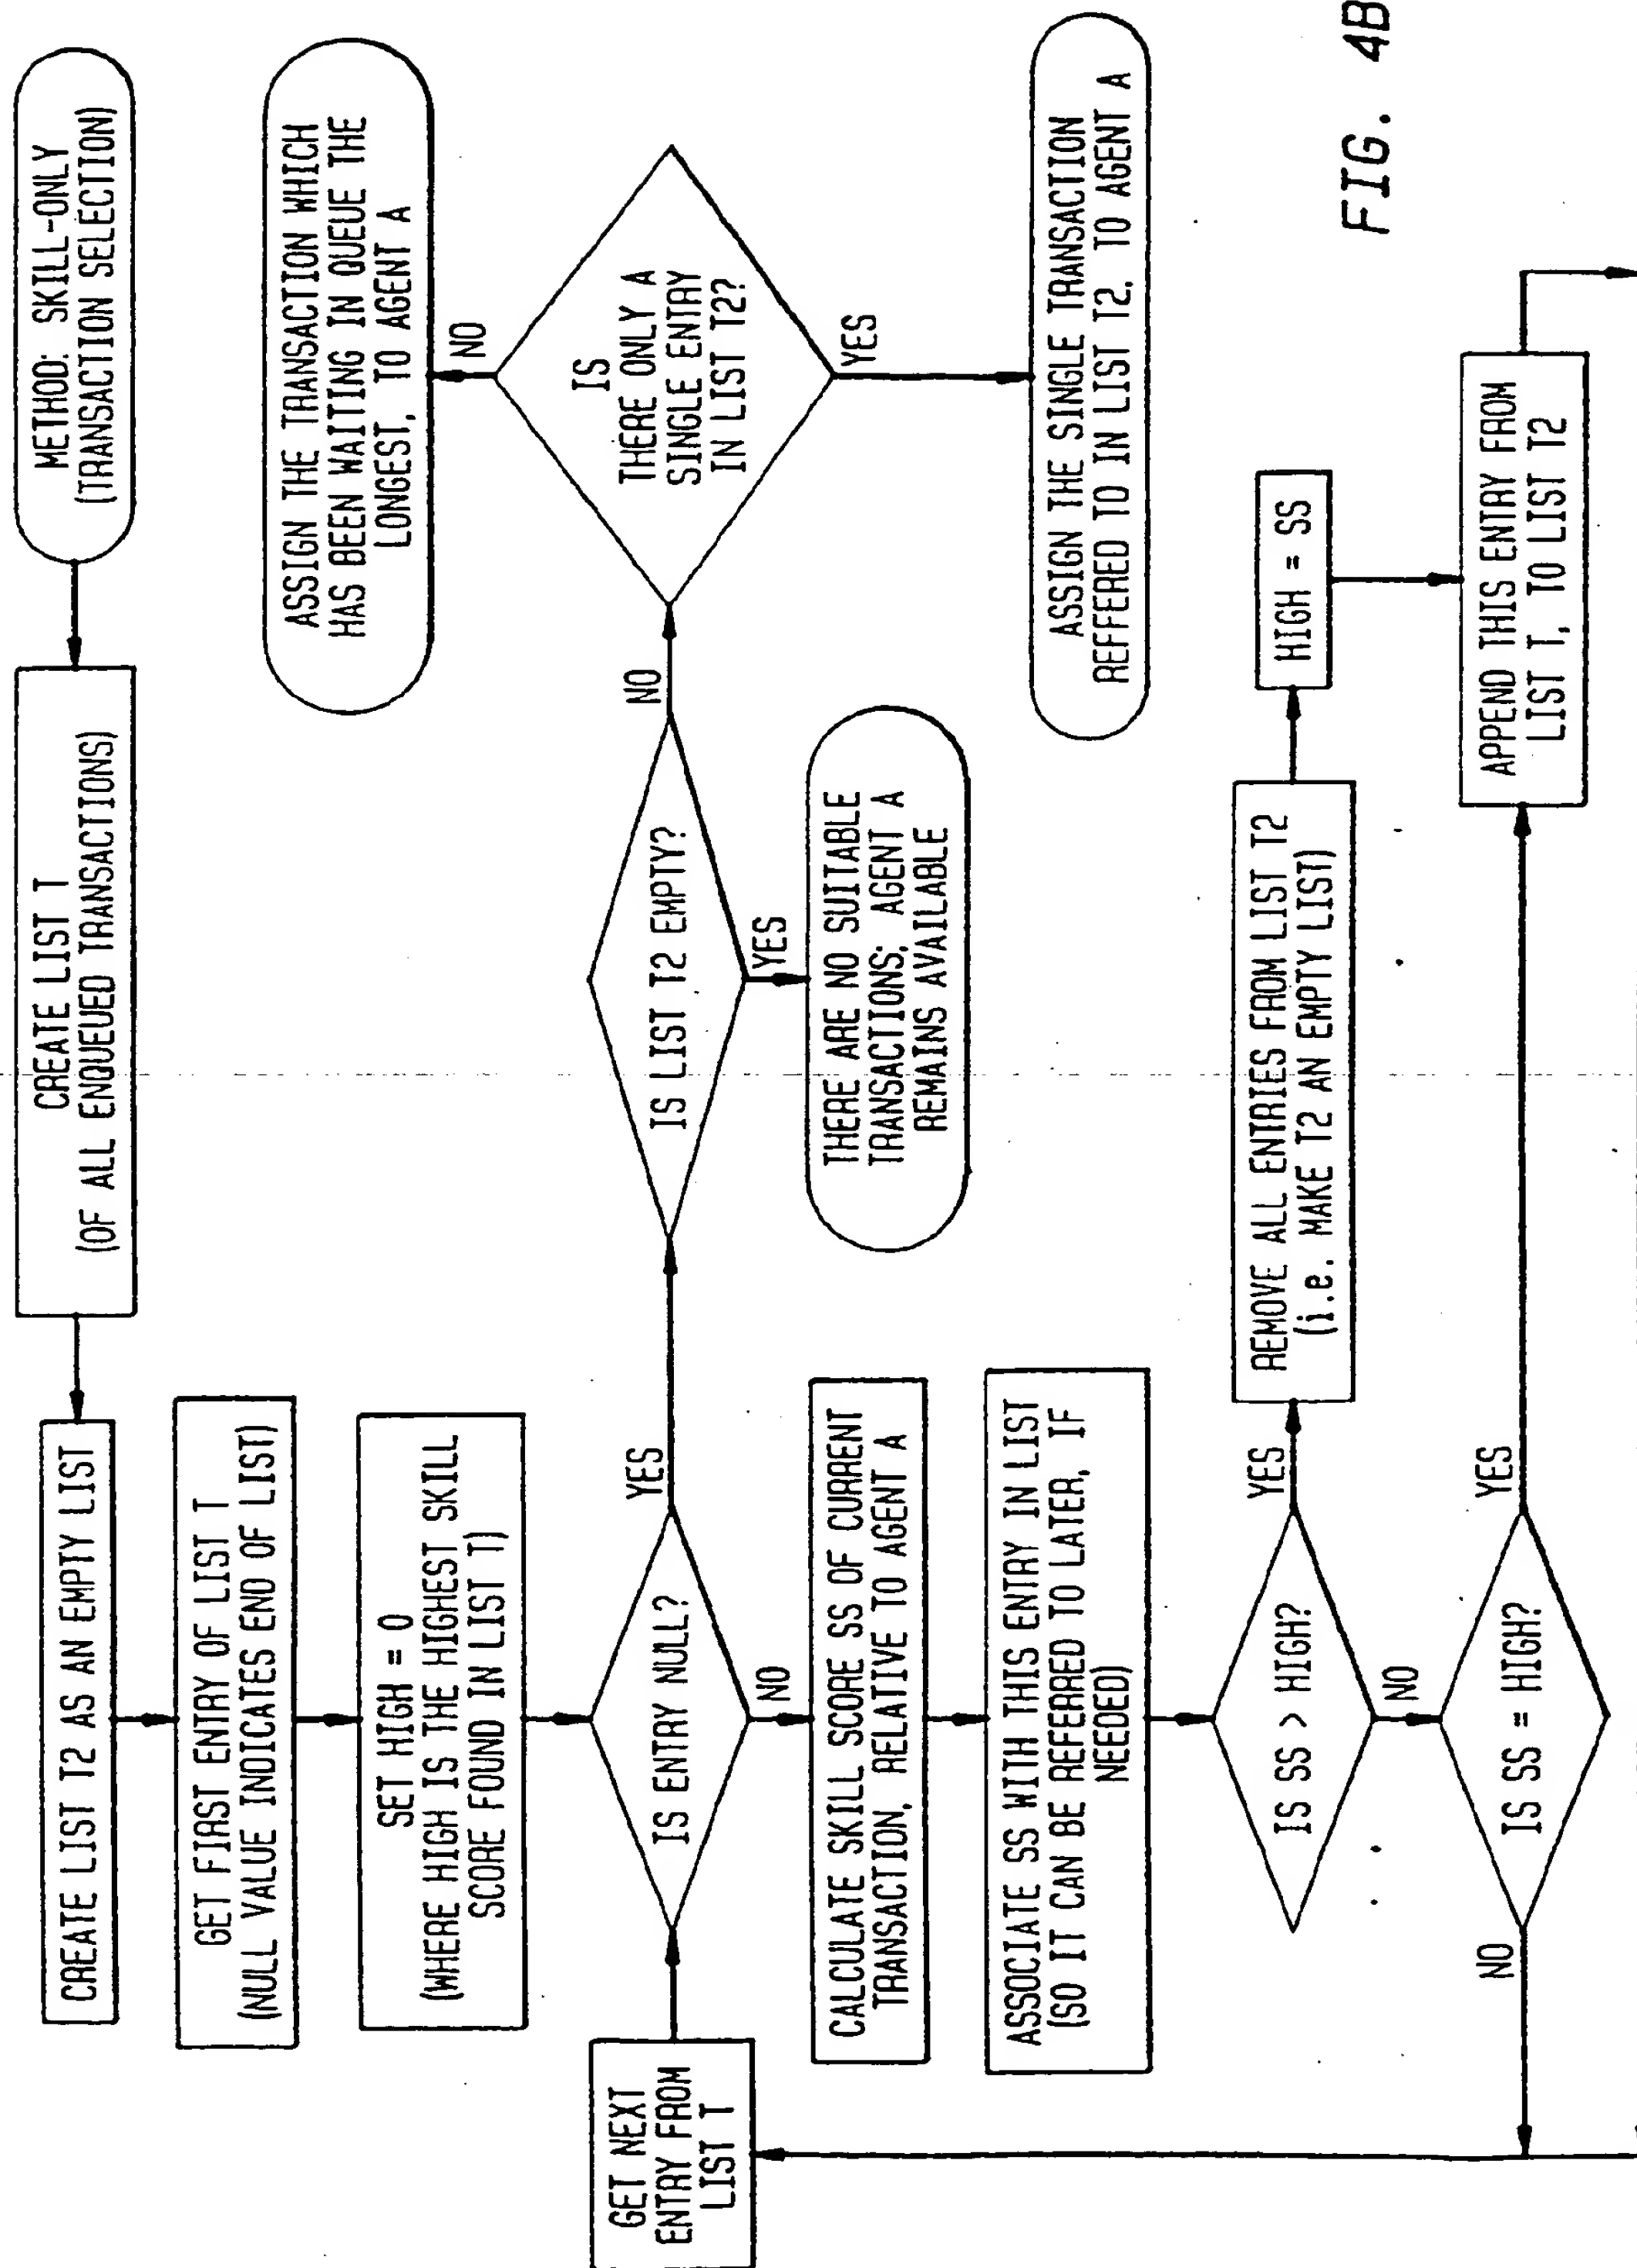 METHOD: SKILL-ONLY
(TRANSACTION SELECTION)
CREATE LIST T
(OF ALL ENQUEUED TRANSACTIONS)
CREATE LIST T2 AS AN EMPTY LIST
GET FIRST ENTRY OF LIST T
(NULL VALUE INDICATES END OF LIST)
SET HIGH = 0
(WHERE HIGH IS THE HIGHEST SKILL
SCORE FOUND IN LIST T)
GET NEXT
ENTRY FROM
LIST T
IS ENTRY NULL?
YES
NO
IS LIST T2 EMPTY?
NO
YES
THERE ARE NO SUITABLE
TRANSACTIONS; AGENT A
REMAINS AVAILABLE
IS
THERE ONLY A
SINGLE ENTRY
IN LIST T2?
NO
ASSIGN THE TRANSACTION WHICH
HAS BEEN WAITING IN QUEUE THE
LONGEST, TO AGENT A
YES
ASSIGN THE SINGLE TRANSACTION
REFFERED TO IN LIST T2, TO AGENT A
CALCULATE SKILL SCORE SS OF CURRENT
TRANSACTION, RELATIVE TO AGENT A
ASSOCIATE SS WITH THIS ENTRY IN LIST
(SO IT CAN BE REFERRED TO LATER, IF
NEEDED)
IS SS > HIGH?
YES
NO
REMOVE ALL ENTRIES FROM LIST T2
(i.e. MAKE T2 AN EMPTY LIST)
HIGH = SS
IS SS = HIGH?
YES
NO
APPEND THIS ENTRY FROM
LIST T, TO LIST T2
FIG. 4B